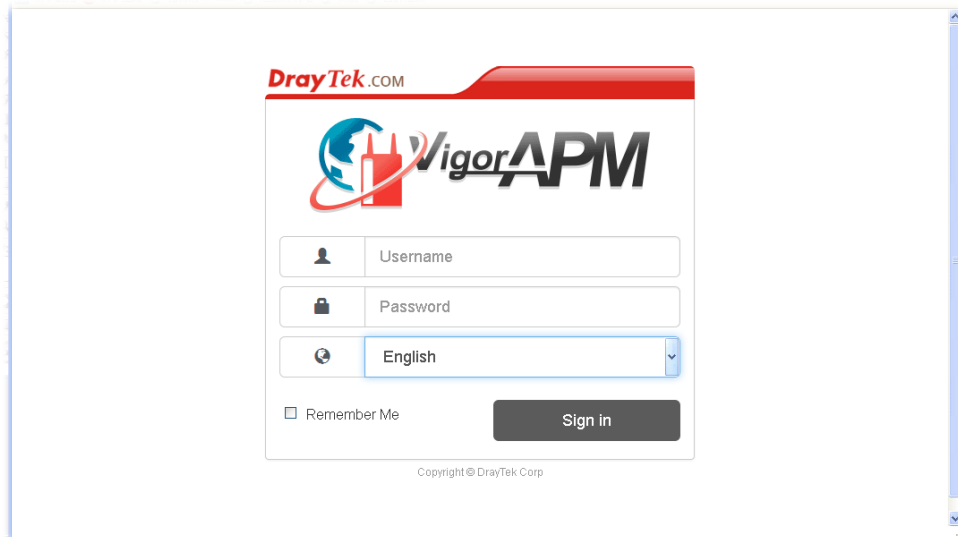 DrayTek.COM
VigorAPM
Username
Password
English
Remember Me
Sign in
Copyright © DrayTek Corp